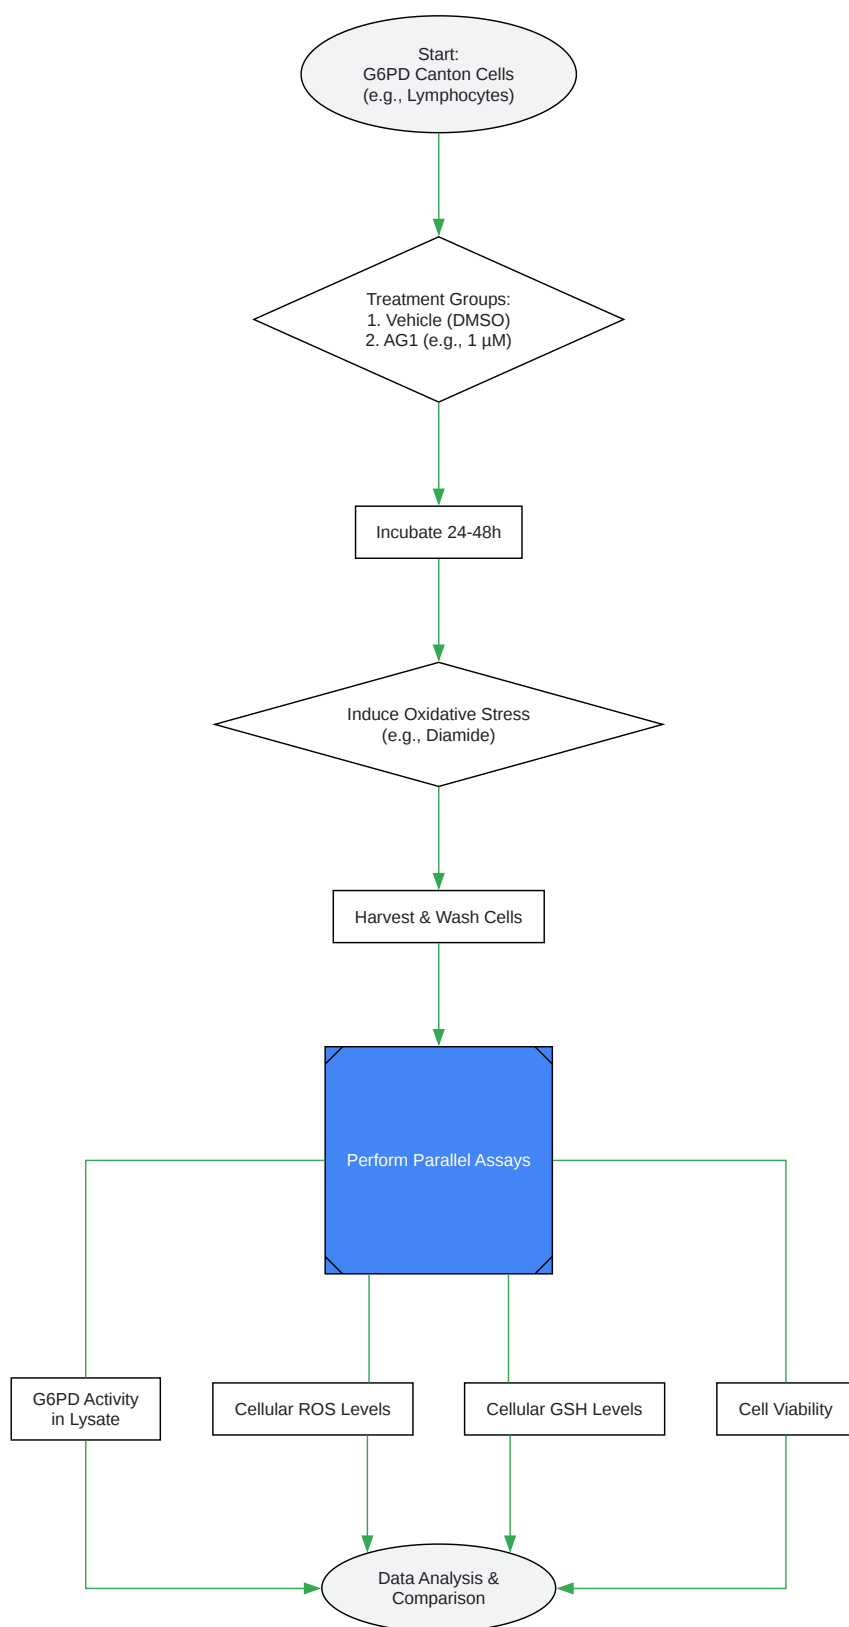 Start:
G6PD Canton Cells
(e.g., Lymphocytes)
Treatment Groups:
1. Vehicle (DMSO)
2. AG1 (e.g., 1 µM)
Incubate 24-48h
Induce Oxidative Stress
(e.g., Diamide)
Harvest & Wash Cells
Perform Parallel Assays
G6PD Activity
in Lysate
Cellular ROS Levels
Cellular GSH Levels
Cell Viability
Data Analysis &
Comparison